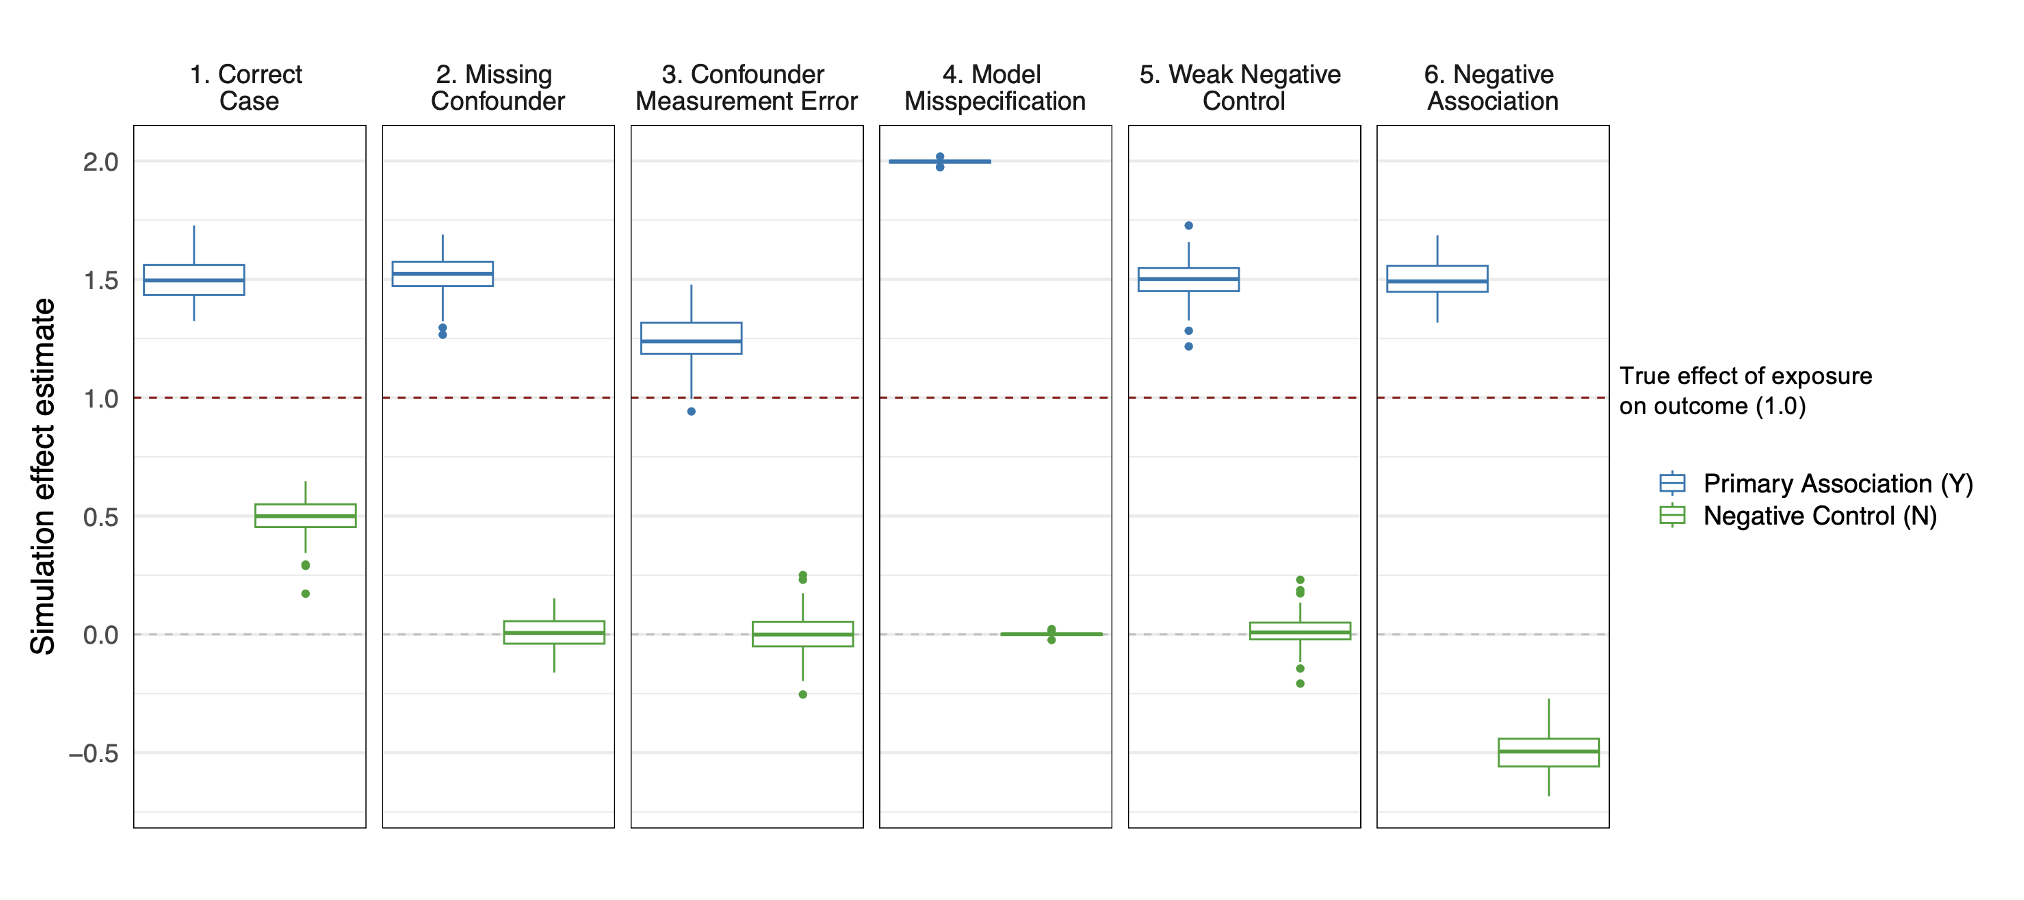 1. Correct
Case
2. Missing
Confounder
3. Confounder
Measurement Error
4. Model
Misspecification
5. Weak Negative
Control
6. Negative
Association
Simulation effect estimate
2.0
1.5
1.0
0.5
0.0
−0.5
True effect of exposure
on outcome (1.0)
Primary Association (Y)
Negative Control (N)